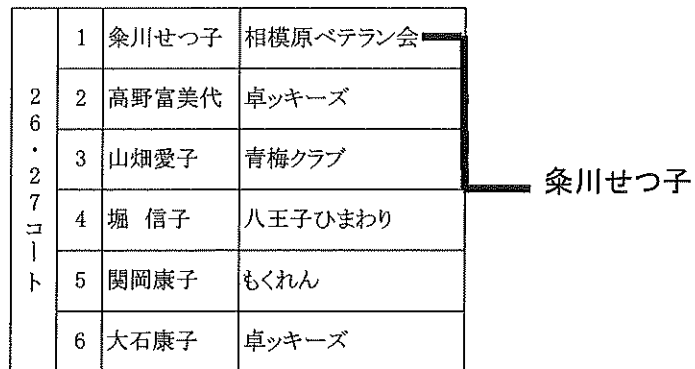 26・27コート
1 粂川せつ子 相模原ベテラン会
2 高野富美代 卓ッキーズ
3 山畑愛子 青梅クラブ
4 堀 信子 八王子ひまわり
5 関岡康子 もくれん
6 大石康子 卓ッキーズ
粂川せつ子